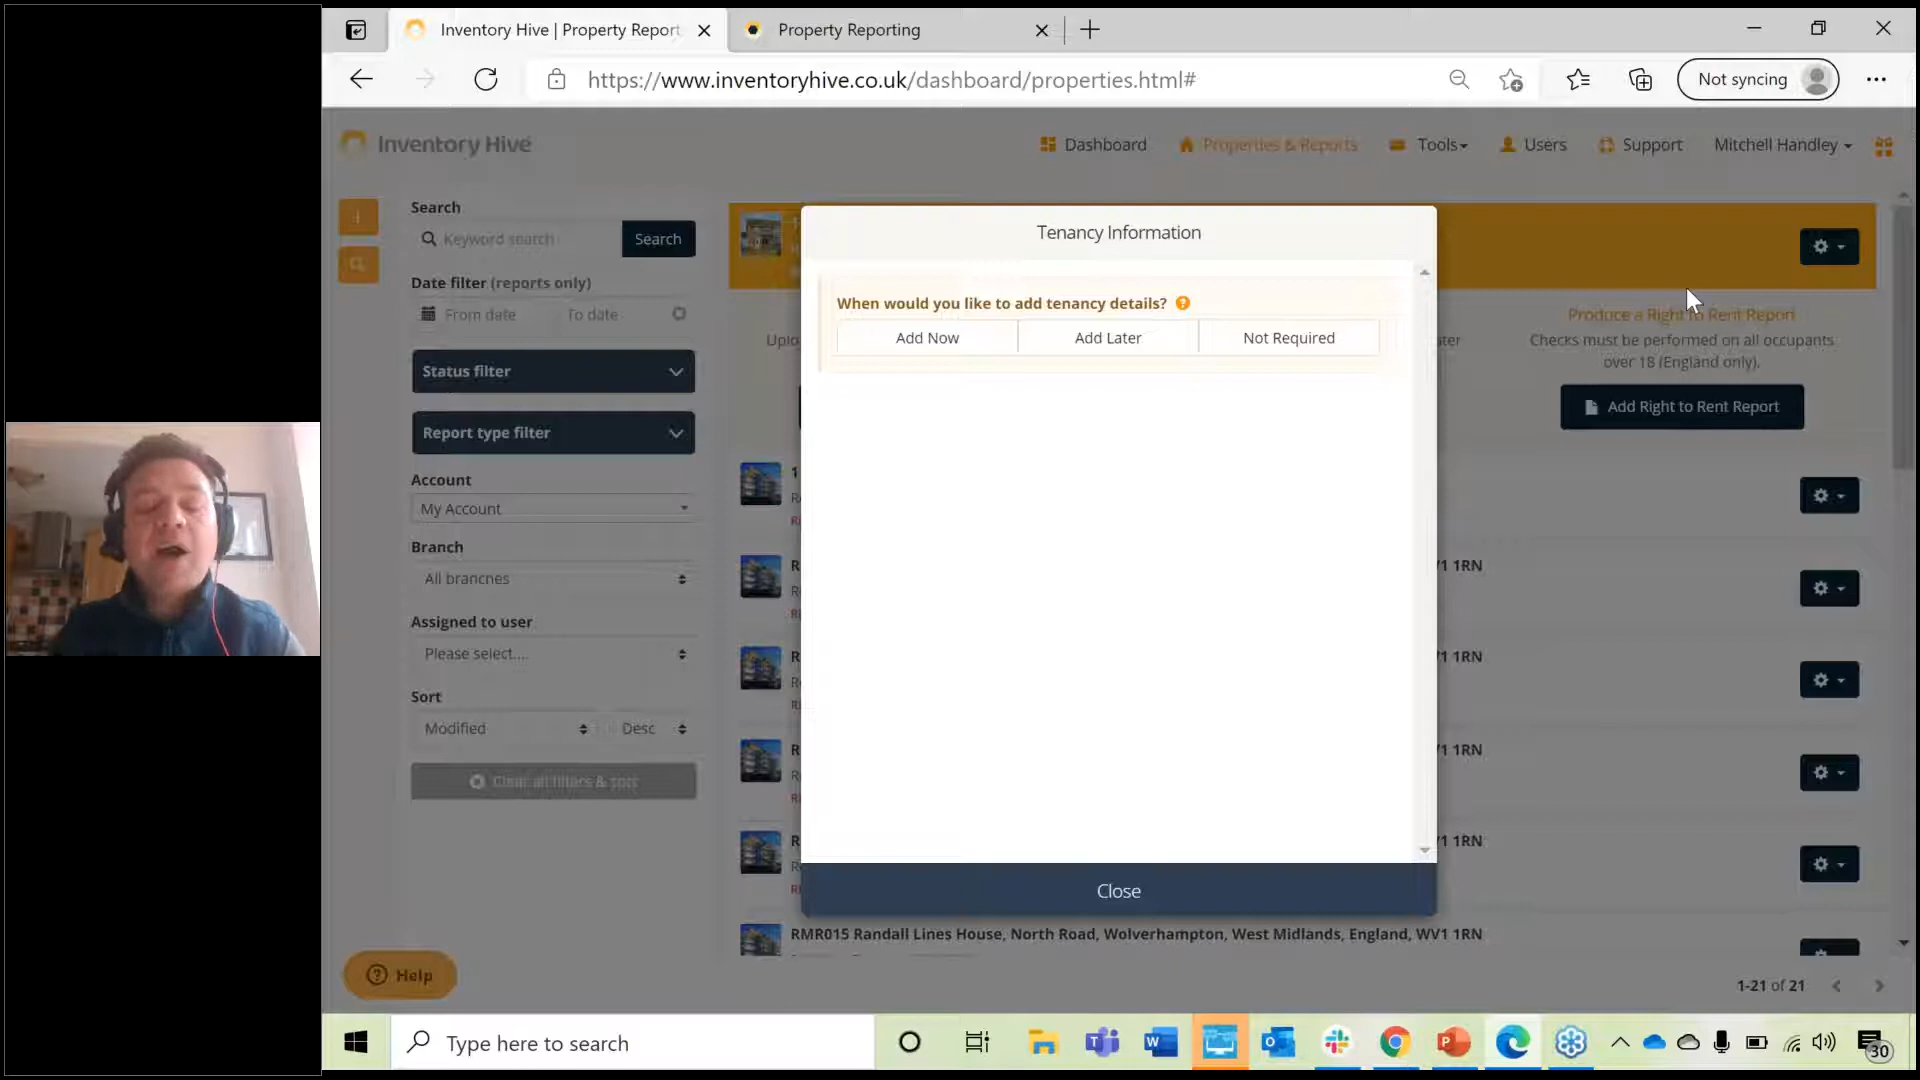 Inventory Hive | Property Report
Property Reporting
https://www.inventoryhive.co.uk/dashboard/properties.html#
Not syncing
Inventory Hive
Dashboard
Properties & Reports
Tools
Users
Support
Mitchell Handley
Search
Keyword search
Search
Date filter (reports only)
From date
To date
Status filter
Report type filter
Account
My Account
Branch
All branches
Assigned to user
Please select....
Sort
Modified
Desc
Clear all filters & sort
Help
Tenancy Information
When would you like to add tenancy details?
Add Now
Add Later
Not Required
Close
Produce a Right to Rent Report
Checks must be performed on all occupants
over 18 (England only).
Add Right to Rent Report
1RN
1RN
1RN
1RN
RMR015 Randall Lines House, North Road, Wolverhampton, West Midlands, England, WV1 1RN
1-21 of 21
Type here to search
30